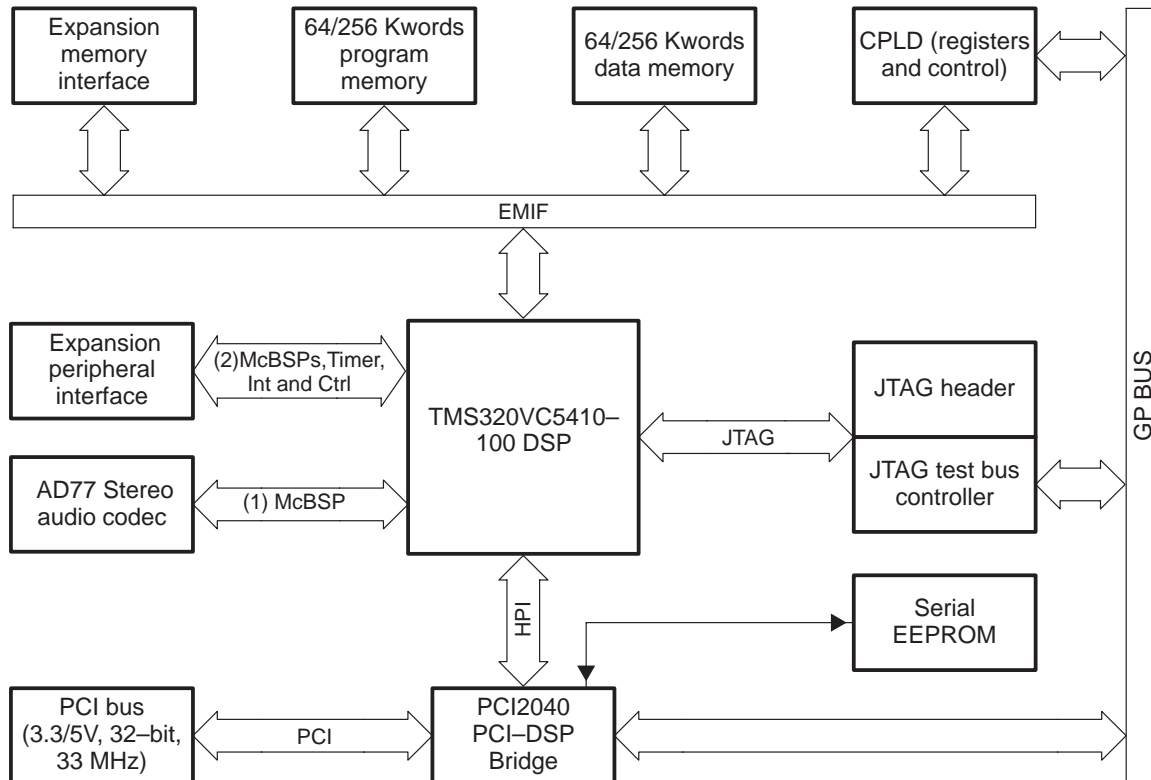 Expansion
memory
interface
64/256 Kwords
program
memory
64/256 Kwords
data memory
CPLD (registers
and control)
EMIF
Expansion
peripheral
interface
(2)McBSPs,Timer,
Int and Ctrl
TMS320VC5410–
100 DSP
JTAG
JTAG header
JTAG test bus
controller
GP BUS
AD77 Stereo
audio codec
(1) McBSP
HPI
Serial
EEPROM
PCI bus
(3.3/5V, 32–bit,
33 MHz)
PCI
PCI2040
PCI–DSP
Bridge